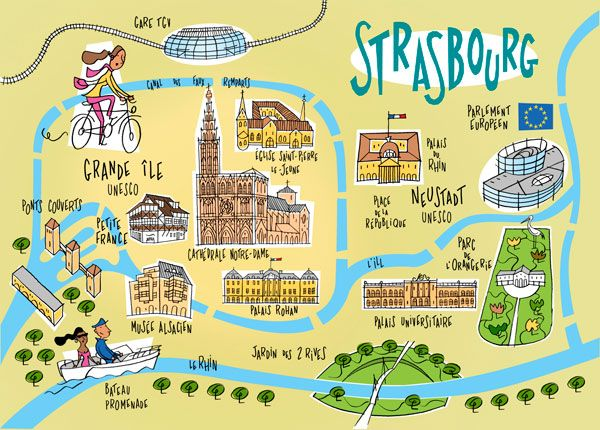 GARE TGV
STRASBOURG
CANAL DU FAUX REMPARTS
PARLEMENT
EUROPÉEN
PALAIS
DU
RHIN
EGLISE SAINT-PIERRE
LE JEUNE
GRANDE ÎLE
UNESCO
NEUSTADT
UNESCO
PLACE
DE LA
RÉPUBLIQUE
PONTS COUVERTS
PETITE
FRANCE
CATHÉDRALE NOTRE-DAME
PARC
DE
L'ORANGERIE
L'ILL
MUSÉE ALSACIEN
PALAIS ROHAN
PALAIS UNIVERSITAIRE
LE RHIN
JARDIN DES 2 RIVES
BATEAU
PROMENADE